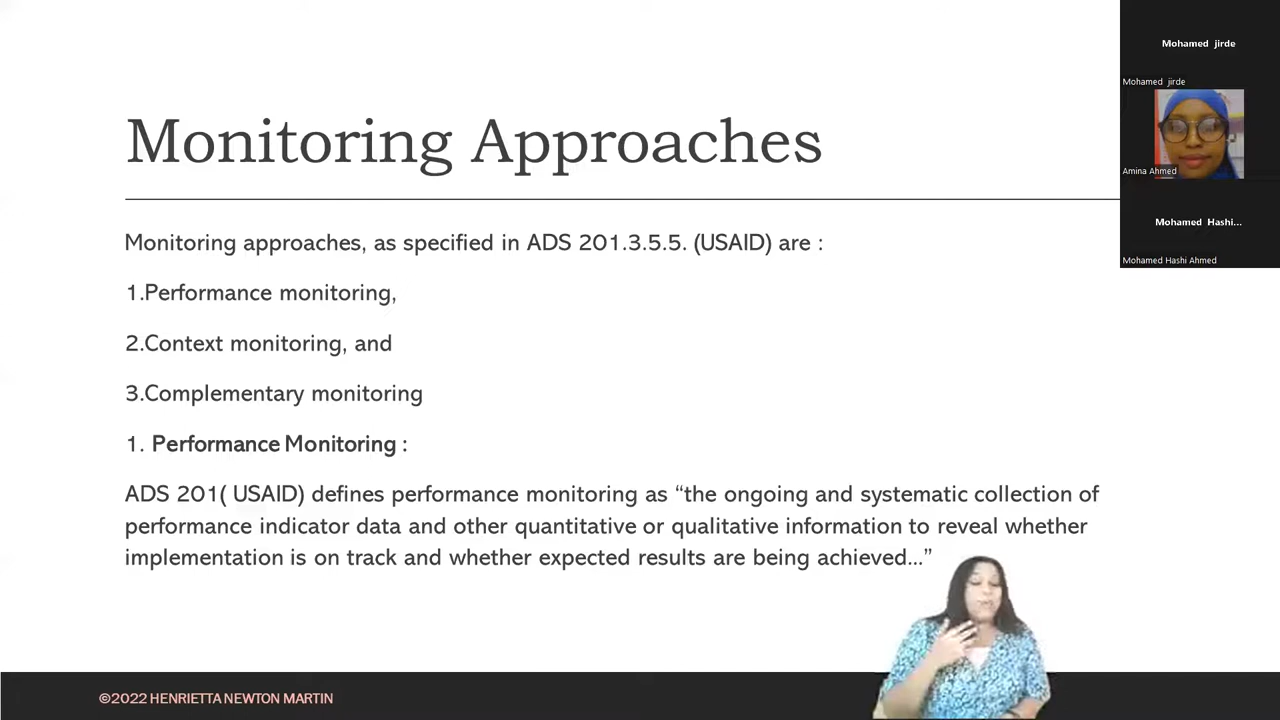 Monitoring Approaches
Monitoring approaches, as specified in ADS 201.3.5.5. (USAID) are :
1.Performance monitoring,
2.Context monitoring, and
3.Complementary monitoring
1. Performance Monitoring :
ADS 201( USAID) defines performance monitoring as “the ongoing and systematic collection of
performance indicator data and other quantitative or qualitative information to reveal whether
implementation is on track and whether expected results are being achieved...”
©2022 HENRIETTA NEWTON MARTIN
Mohamed jirde
Mohamed jirde
Amina Ahmed
Mohamed Hashi...
Mohamed Hashi Ahmed